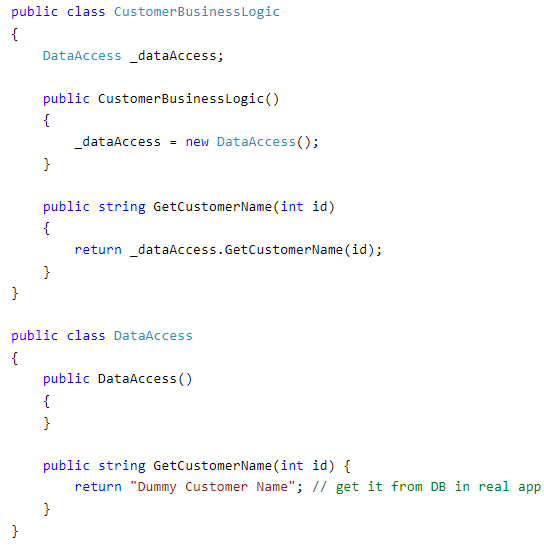 public class CustomerBusinessLogic
{
    DataAccess _dataAccess;

    public CustomerBusinessLogic()
    {
        _dataAccess = new DataAccess();
    }

    public string GetCustomerName(int id)
    {
        return _dataAccess.GetCustomerName(id);
    }
}

public class DataAccess
{
    public DataAccess()
    {
    }

    public string GetCustomerName(int id) {
        return "Dummy Customer Name"; // get it from DB in real app
    }
}